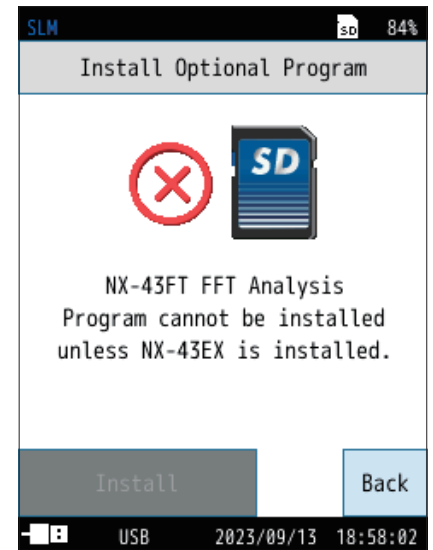 SLM SD 84%
Install Optional Program
SD
NX-43FT FFT Analysis
Program cannot be installed
unless NX-43EX is installed.
Install Back
USB 2023/09/13 18:58:02